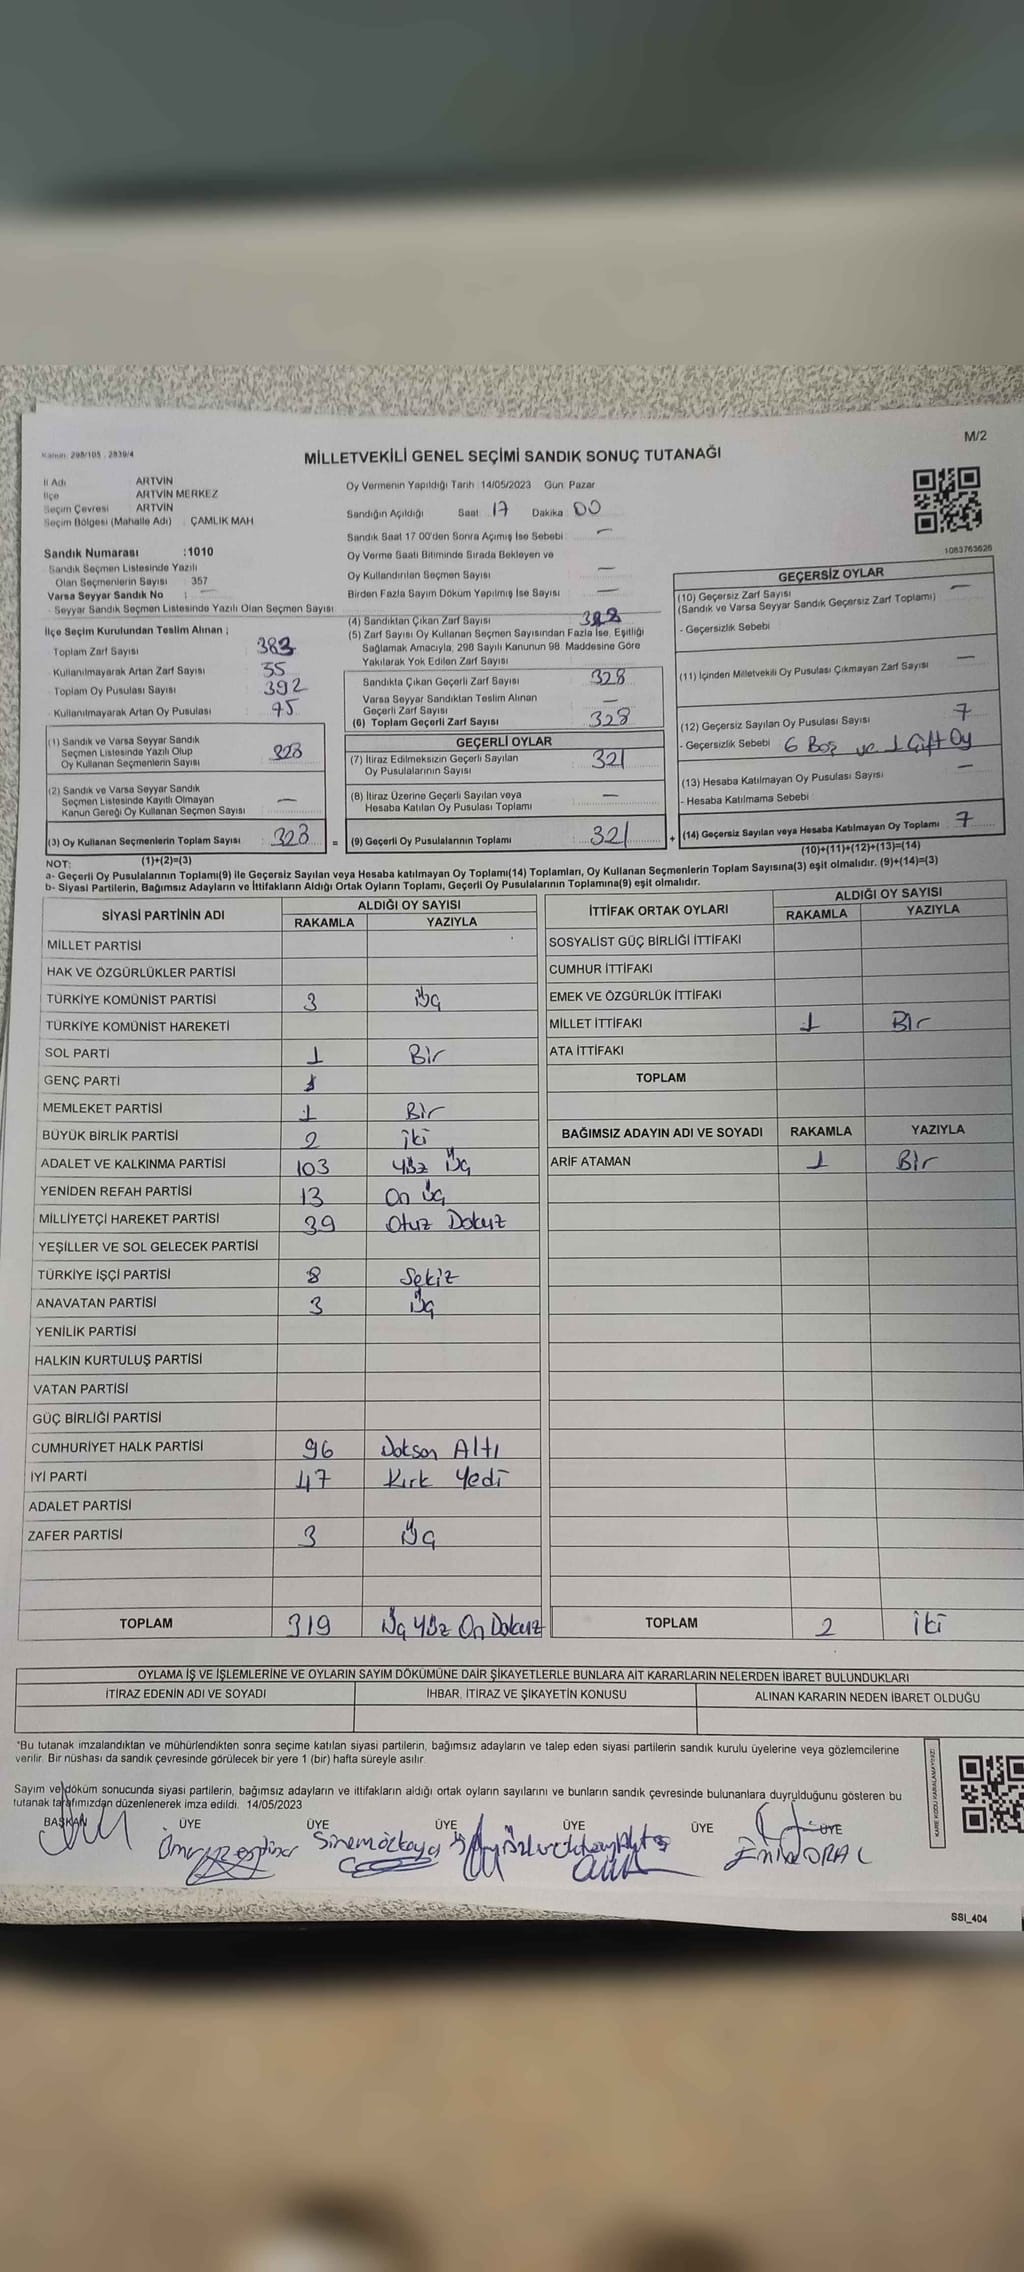 Kanun: 298/105 - 2839/4
M/2
MİLLETVEKİLİ GENEL SEÇİMİ SANDIK SONUÇ TUTANAĞI
İl Adı ARTVİN
İlçe ARTVİN MERKEZ
Seçim Çevresi ARTVİN
Seçim Bölgesi (Mahalle Adı) : ÇAMLIK MAH
Sandık Numarası :1010
Sandık Seçmen Listesinde Yazılı
Olan Seçmenlerin Sayısı : 357
Varsa Seyyar Sandık No : —
- Seyyar Sandık Seçmen Listesinde Yazılı Olan Seçmen Sayısı
Oy Vermenin Yapıldığı Tarih 14/05/2023 Gün: Pazar
Sandığın Açıldığı Saat 17 Dakika 00
Sandık Saat 17 00'den Sonra Açımış İse Sebebi —
Oy Verme Saati Bitiminde Sırada Bekleyen ve
Oy Kullandırılan Seçmen Sayısı —
Birden Fazla Sayım Döküm Yapılmış İse Sayısı —
1083763626
İlçe Seçim Kurulundan Teslim Alınan ;
- Toplam Zarf Sayısı 383
- Kullanılmayarak Artan Zarf Sayısı 55
- Toplam Oy Pusulası Sayısı 392
- Kullanılmayarak Artan Oy Pusulası
(1) Sandık ve Varsa Seyyar Sandık
Seçmen Listesinde Yazılı Olup
Oy Kullanan Seçmenlerin Sayısı 328
(2) Sandık ve Varsa Seyyar Sandık
Seçmen Listesinde Kayıtlı Olmayan
Kanun Gereği Oy Kullanan Seçmen Sayısı —
(3) Oy Kullanan Seçmenlerin Toplam Sayısı 328 =
(4) Sandıktan Çıkan Zarf Sayısı 328
(5) Zarf Sayısı Oy Kullanan Seçmen Sayısından Fazla İse, Eşitliği
Sağlamak Amacıyla, 298 Sayılı Kanunun 98. Maddesine Göre
Yakılarak Yok Edilen Zarf Sayısı
Sandıkta Çıkan Geçerli Zarf Sayısı 328
Varsa Seyyar Sandıktan Teslim Alınan
Geçerli Zarf Sayısı —
(6) Toplam Geçerli Zarf Sayısı 328
GEÇERLİ OYLAR
(7) İtiraz Edilmeksizin Geçerli Sayılan
Oy Pusulalarının Sayısı 321
(8) İtiraz Üzerine Geçerli Sayılan veya
Hesaba Katılan Oy Pusulası Toplamı —
(9) Geçerli Oy Pusulalarının Toplamı 321 +
GEÇERSİZ OYLAR
(10) Geçersiz Zarf Sayısı —
(Sandık ve Varsa Seyyar Sandık Geçersiz Zarf Toplamı)
- Geçersizlik Sebebi
(11) İçinden Milletvekili Oy Pusulası Çıkmayan Zarf Sayısı —
(12) Geçersiz Sayılan Oy Pusulası Sayısı 7
- Geçersizlik Sebebi 6 Boş ve 1 Çift Oy
(13) Hesaba Katılmayan Oy Pusulası Sayısı —
- Hesaba Katılmama Sebebi
(14) Geçersiz Sayılan veya Hesaba Katılmayan Oy Toplamı 7
NOT: (1)+(2)=(3) (10)+(11)+(12)+(13)=(14)
a- Geçerli Oy Pusulalarının Toplamı(9) ile Geçersiz Sayılan veya Hesaba katılmayan Oy Toplamı(14) Toplamları, Oy Kullanan Seçmenlerin Toplam Sayısına(3) eşit olmalıdır. (9)+(14)=(3)
b- Siyasi Partilerin, Bağımsız Adayların ve İttifakların Aldığı Ortak Oyların Toplamı, Geçerli Oy Pusulalarının Toplamına(9) eşit olmalıdır.
SİYASİ PARTİNİN ADI ALDIĞI OY SAYISI
RAKAMLA YAZIYLA
MİLLET PARTİSİ
HAK VE ÖZGÜRLÜKLER PARTİSİ
TÜRKİYE KOMÜNİST PARTİSİ 3 Üç
TÜRKİYE KOMÜNİST HAREKETİ
SOL PARTİ 1 Bir
GENÇ PARTİ
MEMLEKET PARTİSİ 1 Bir
BÜYÜK BİRLİK PARTİSİ 2 iki
ADALET VE KALKINMA PARTİSİ 103 Yüz Üç
YENİDEN REFAH PARTİSİ 13 On üç
MİLLİYETÇİ HAREKET PARTİSİ 39 Otuz Dokuz
YEŞİLLER VE SOL GELECEK PARTİSİ
TÜRKİYE İŞÇİ PARTİSİ 8 Sekiz
ANAVATAN PARTİSİ 3 Üç
YENİLİK PARTİSİ
HALKIN KURTULUŞ PARTİSİ
VATAN PARTİSİ
GÜÇ BİRLİĞİ PARTİSİ
CUMHURİYET HALK PARTİSİ 96 Doksan Altı
İYİ PARTİ 47 Kırk Yedi
ADALET PARTİSİ
ZAFER PARTİSİ 3 Üç
TOPLAM 319 Üç Yüz On Dokuz
İTTİFAK ORTAK OYLARI ALDIĞI OY SAYISI
RAKAMLA YAZIYLA
SOSYALİST GÜÇ BİRLİĞİ İTTİFAKI
CUMHUR İTTİFAKI
EMEK VE ÖZGÜRLÜK İTTİFAKI
MİLLET İTTİFAKI 1 Bir
ATA İTTİFAKI
TOPLAM
BAĞIMSIZ ADAYIN ADI VE SOYADI RAKAMLA YAZIYLA
ARİF ATAMAN 1 Bir
TOPLAM 2 iki
OYLAMA İŞ VE İŞLEMLERİNE VE OYLARIN SAYIM DÖKÜMÜNE DAİR ŞİKAYETLERLE BUNLARA AİT KARARLARIN NELERDEN İBARET BULUNDUKLARI
İTİRAZ EDENİN ADI VE SOYADI İHBAR, İTİRAZ VE ŞİKAYETİN KONUSU ALINAN KARARIN NEDEN İBARET OLDUĞU
*Bu tutanak imzalandıktan ve mühürlendikten sonra seçime katılan siyasi partilerin, bağımsız adayların ve talep eden siyasi partilerin sandık kurulu üyelerine veya gözlemcilerine
verilir. Bir nüshası da sandık çevresinde görülecek bir yere 1 (bir) hafta süreyle asılır.
Sayım ve döküm sonucunda siyasi partilerin, bağımsız adayların ve ittifakların aldığı ortak oyların sayılarını ve bunların sandık çevresinde bulunanlara duyrulduğunu gösteren bu
tutanak tarafımızdan düzenlenerek imza edildi. 14/05/2023
BAŞKAN ÜYE ÜYE ÜYE ÜYE ÜYE ÜYE
Sinem Özkaya
ORAL
KARE KODU KARALAMAYINIZ!
SSI_404